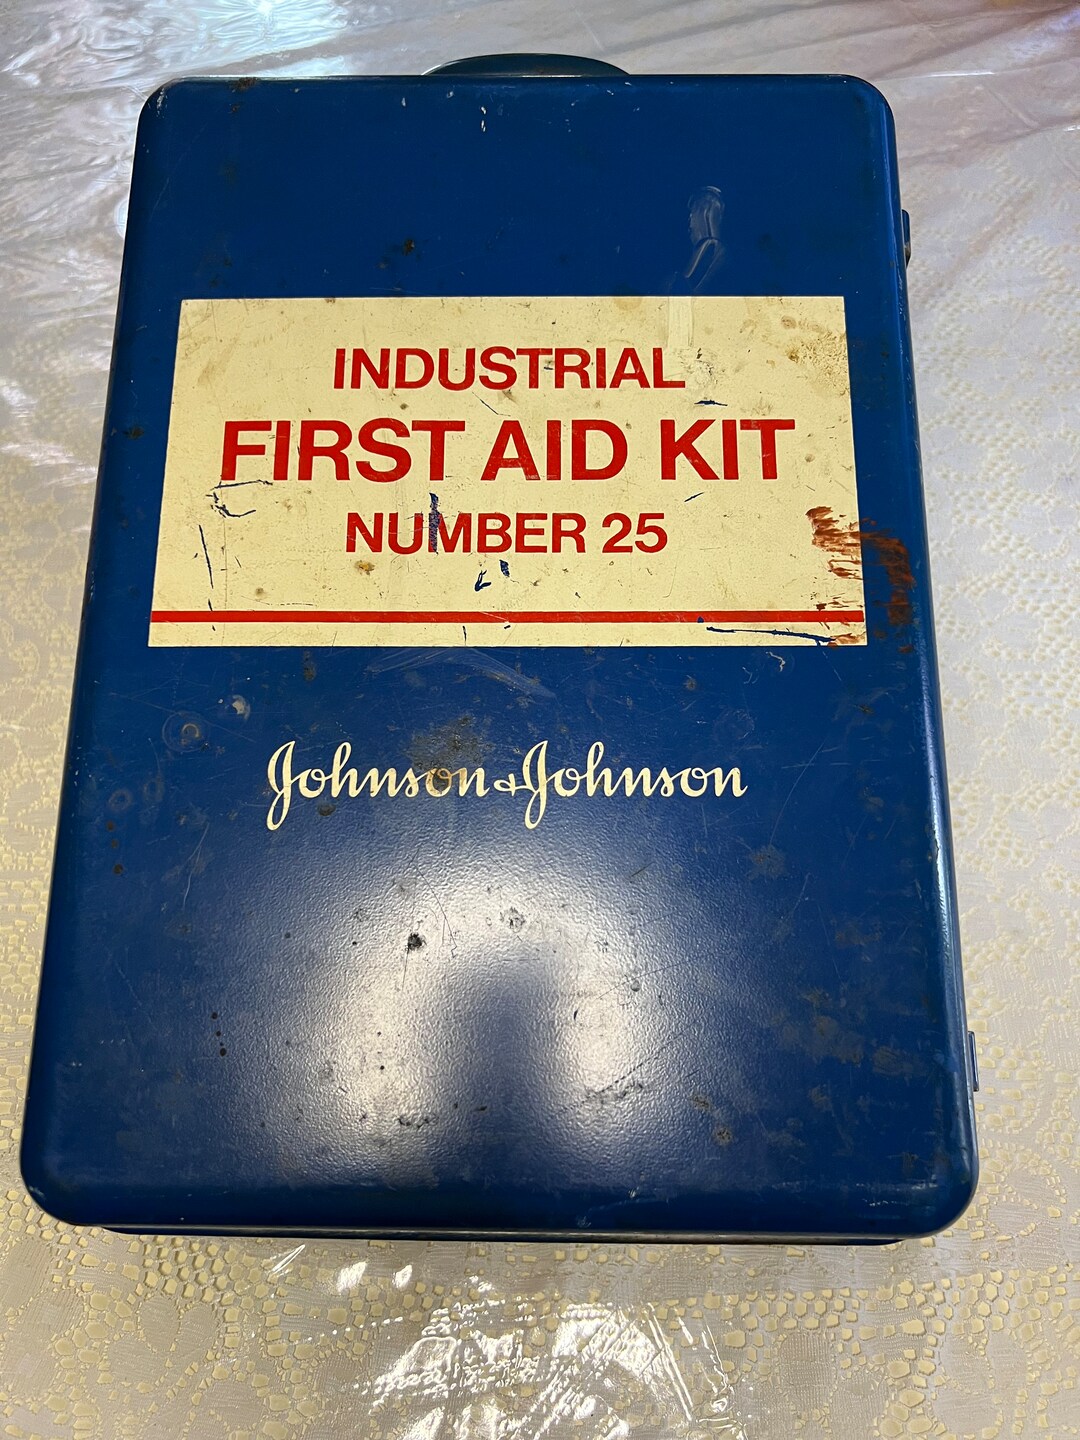 INDUSTRIAL
FIRST AID KIT
NUMBER 25
Johnson & Johnson